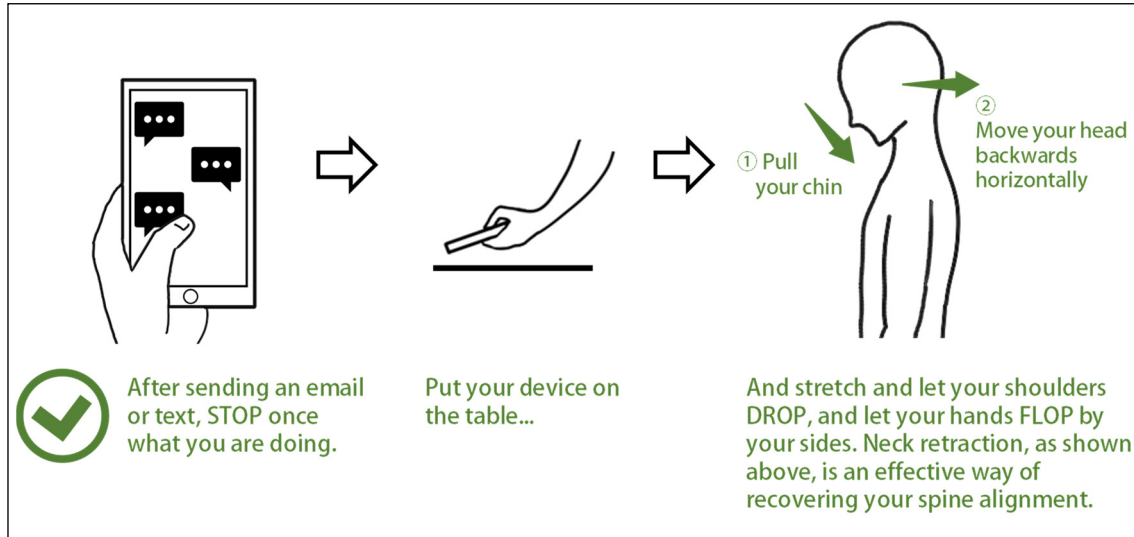 ① Pull
your chin
②
Move your head
backwards
horizontally
After sending an email
or text, STOP once
what you are doing.
Put your device on
the table...
And stretch and let your shoulders
DROP, and let your hands FLOP by
your sides. Neck retraction, as shown
above, is an effective way of
recovering your spine alignment.